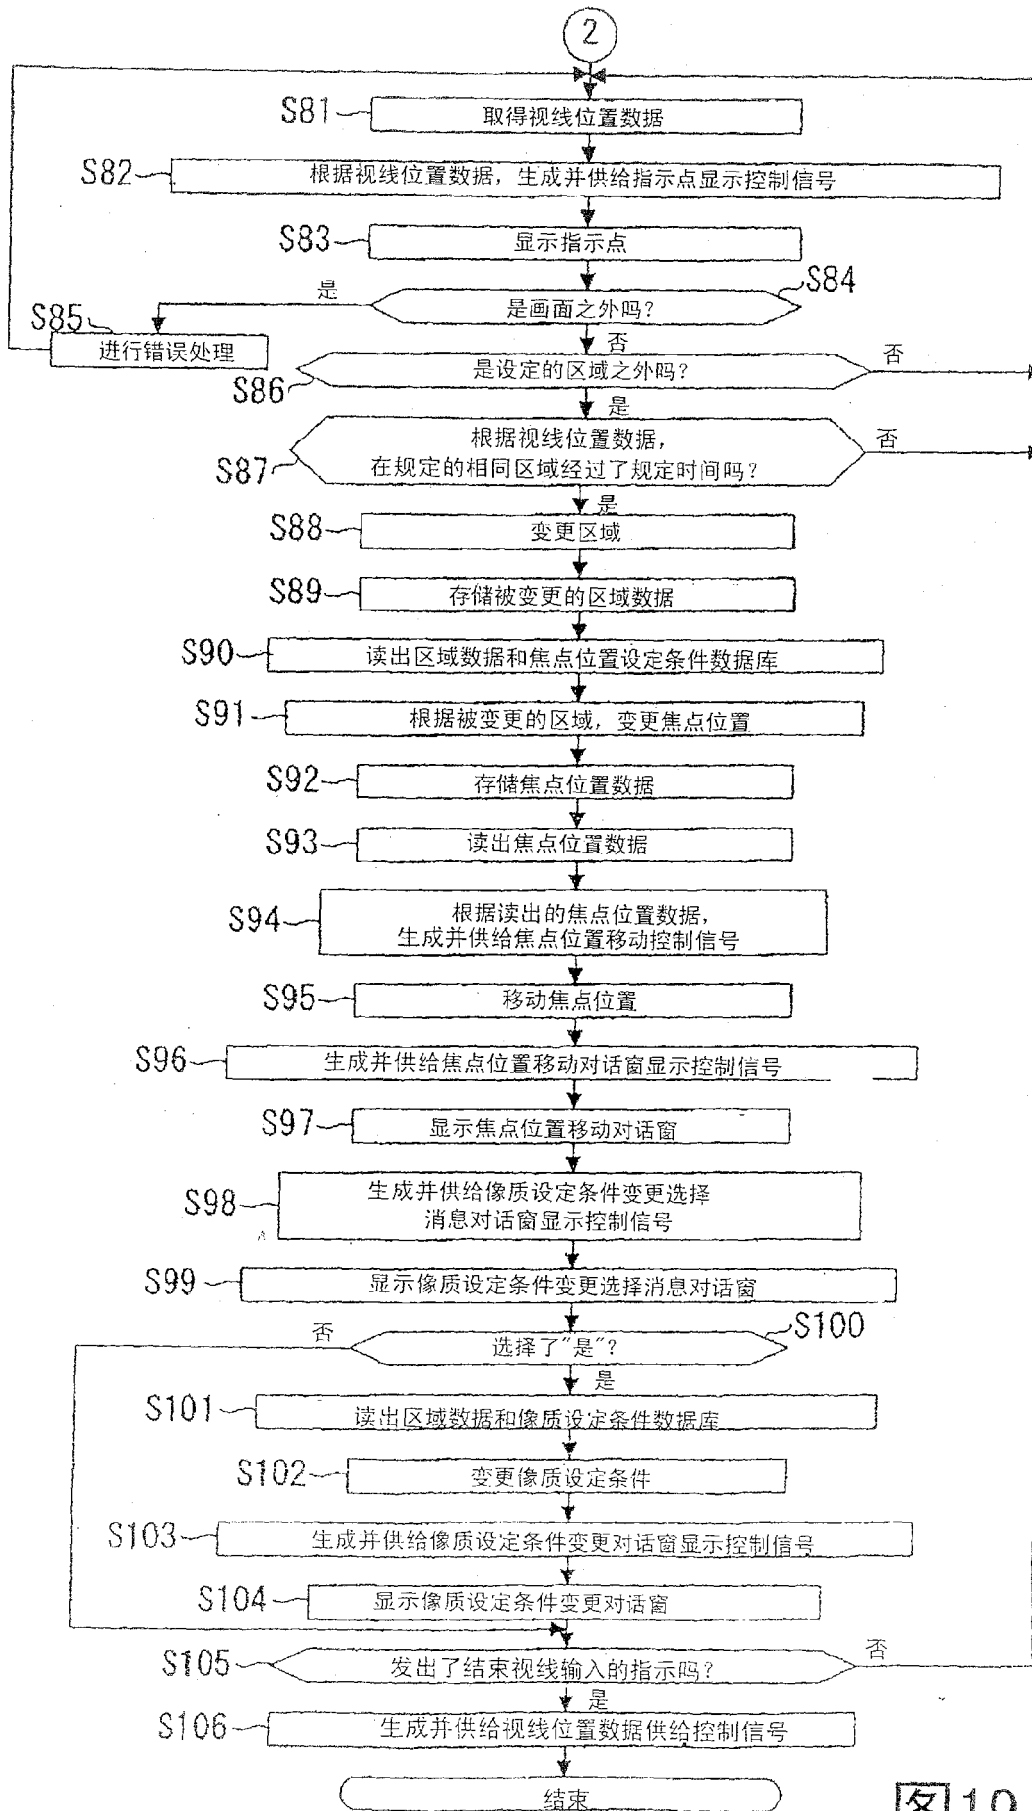 2
S81
取得视线位置数据
S82
根据视线位置数据，生成并供给指示点显示控制信号
S83
显示指示点
S84
是画面之外吗？
是
S85
进行错误处理
否
S86
是设定的区域之外吗？
否
是
S87
根据视线位置数据，
在规定的相同区域经过了规定时间吗？
否
是
S88
变更区域
S89
存储被变更的区域数据
S90
读出区域数据和焦点位置设定条件数据库
S91
根据被变更的区域，变更焦点位置
S92
存储焦点位置数据
S93
读出焦点位置数据
S94
根据读出的焦点位置数据，
生成并供给焦点位置移动控制信号
S95
移动焦点位置
S96
生成并供给焦点位置移动对话窗显示控制信号
S97
显示焦点位置移动对话窗
S98
生成并供给像质设定条件变更选择
消息对话窗显示控制信号
S99
显示像质设定条件变更选择消息对话窗
S100
选择了"是"？
否
是
S101
读出区域数据和像质设定条件数据库
S102
变更像质设定条件
S103
生成并供给像质设定条件变更对话窗显示控制信号
S104
显示像质设定条件变更对话窗
S105
发出了结束视线输入的指示吗？
否
是
S106
生成并供给视线位置数据供给控制信号
结束
图10